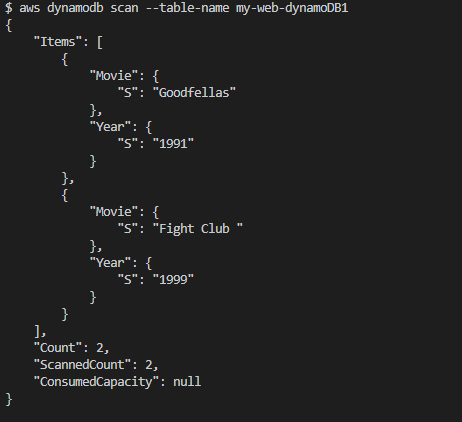 $ aws dynamodb scan --table-name my-web-dynamoDB1
{
    "Items": [
        {
            "Movie": {
                "S": "Goodfellas"
            },
            "Year": {
                "S": "1991"
            }
        },
        {
            "Movie": {
                "S": "Fight Club "
            },
            "Year": {
                "S": "1999"
            }
        }
    ],
    "Count": 2,
    "ScannedCount": 2,
    "ConsumedCapacity": null
}